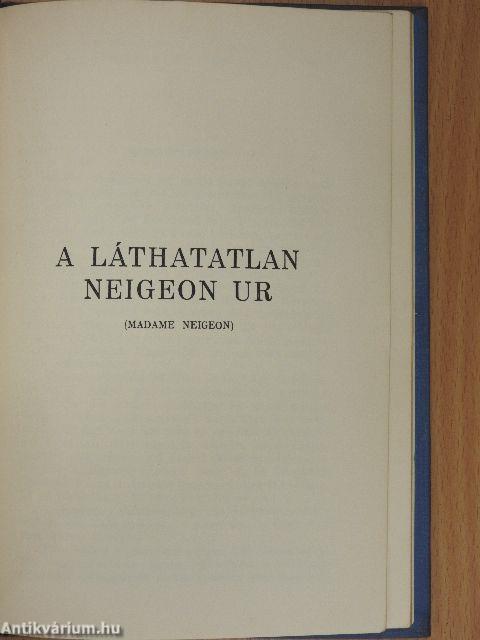 A LÁTHATATLAN
NEIGEON UR
(MADAME NEIGEON)
Antikvárium.hu